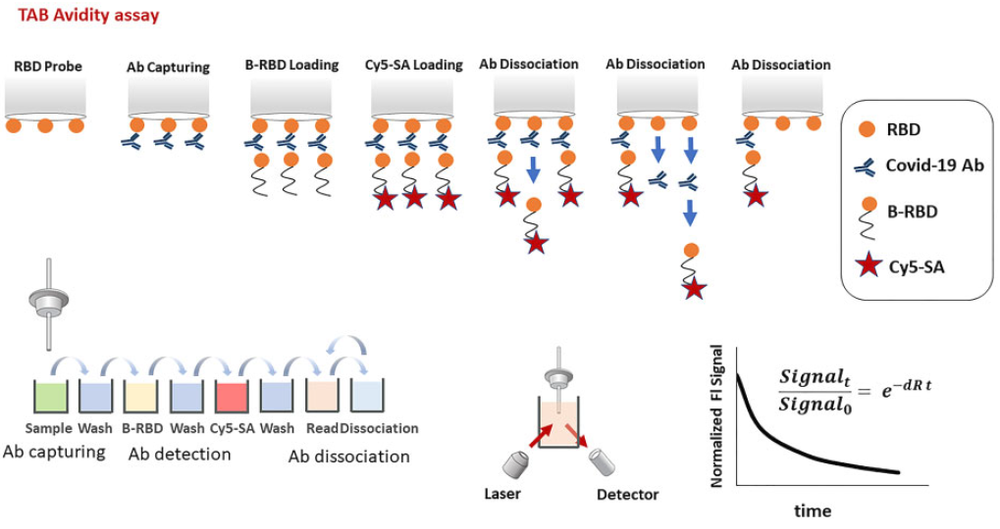 TAB Avidity assay
RBD Probe
Ab Capturing
B-RBD Loading
Cy5-SA Loading
Ab Dissociation
Ab Dissociation
Ab Dissociation
RBD
Covid-19 Ab
B-RBD
Cy5-SA
Sample Wash B-RBD Wash Cy5-SA Wash Read Dissociation
Ab capturing
Ab detection
Ab dissociation
Laser
Detector
Normalized FI Signal
Signal_t / Signal_0 = e^{-dR t}
time